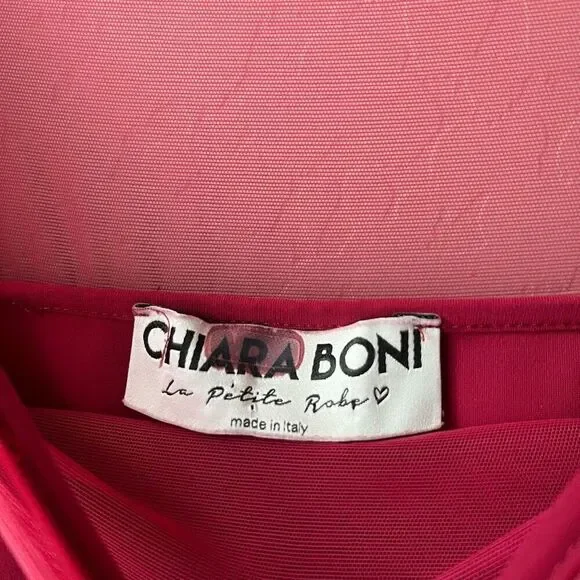 CHIARA BONI
La Petite Robe ♡
made in Italy